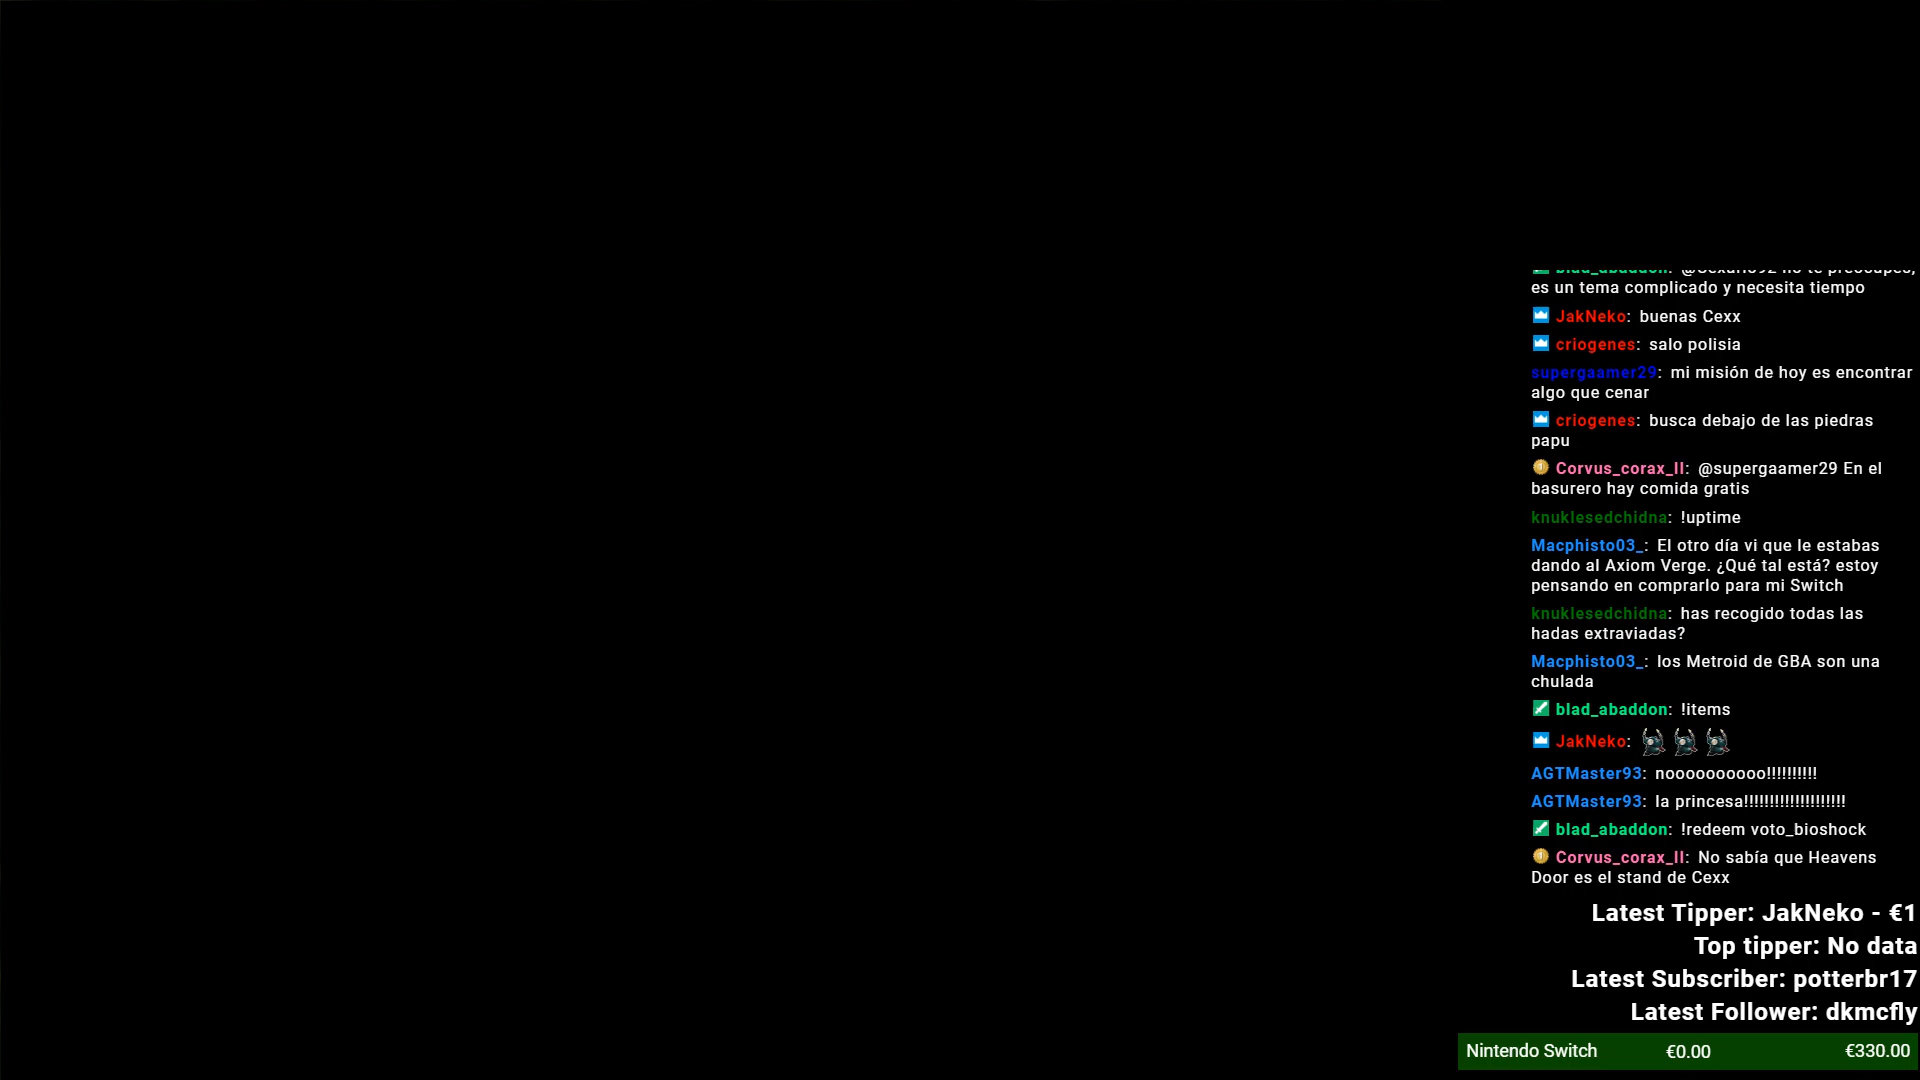 blad_abaddon: @Cexario92 no te preocupes,
es un tema complicado y necesita tiempo
JakNeko: buenas Cexx
criogenes: salo polisia
supergaamer29: mi misión de hoy es encontrar
algo que cenar
criogenes: busca debajo de las piedras
papu
Corvus_corax_II: @supergaamer29 En el
basurero hay comida gratis
knuklesedchidna: !uptime
Macphisto03_: El otro día vi que le estabas
dando al Axiom Verge. ¿Qué tal está? estoy
pensando en comprarlo para mi Switch
knuklesedchidna: has recogido todas las
hadas extraviadas?
Macphisto03_: los Metroid de GBA son una
chulada
blad_abaddon: !items
JakNeko:
AGTMaster93: noooooooooo!!!!!!!!!!
AGTMaster93: la princesa!!!!!!!!!!!!!!!!!!!!
blad_abaddon: !redeem voto_bioshock
Corvus_corax_II: No sabía que Heavens
Door es el stand de Cexx
Latest Tipper: JakNeko - €1
Top tipper: No data
Latest Subscriber: potterbr17
Latest Follower: dkmcfly
Nintendo Switch €0.00 €330.00